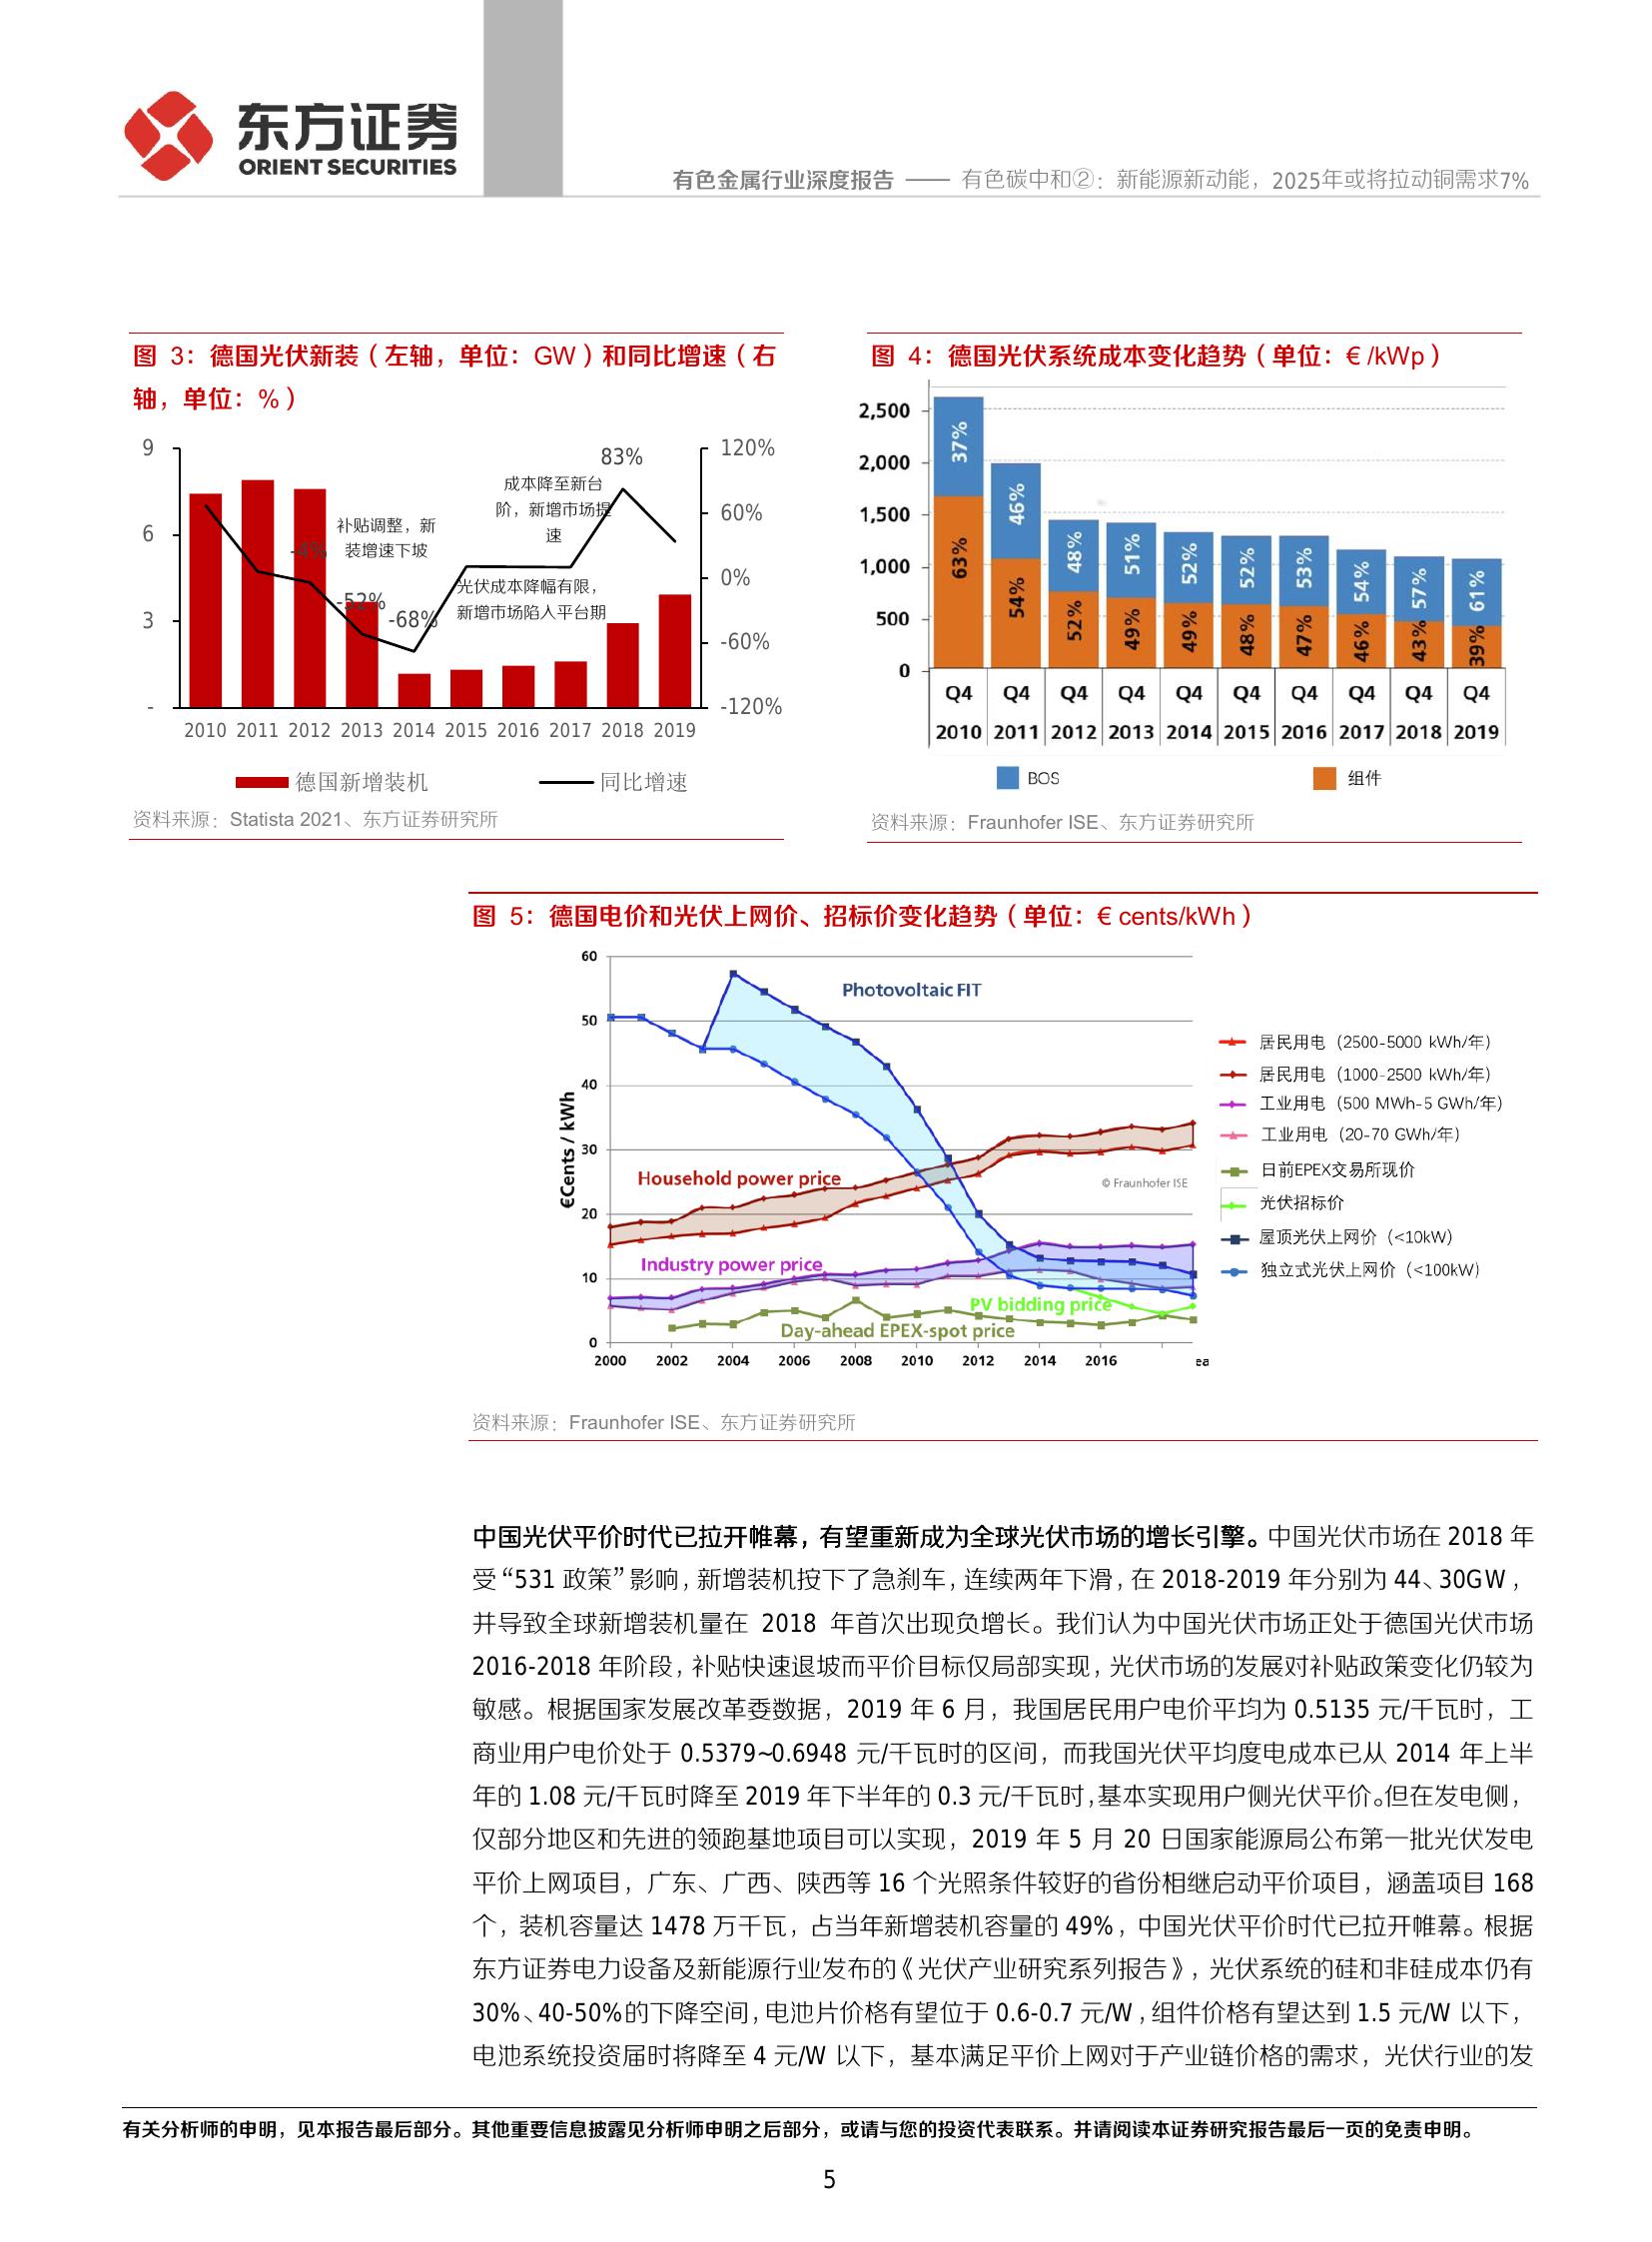 东方证券
ORIENT SECURITIES
有色金属行业深度报告 —— 有色碳中和②：新能源新动能，2025年或将拉动铜需求7%
图 3：德国光伏新装（左轴，单位：GW）和同比增速（右
轴，单位：%）
9
6
3
-
120%
60%
0%
-60%
-120%
83%
-4%
-52%
-68%
补贴调整，新
装增速下坡
成本降至新台
阶，新增市场提
速
光伏成本降幅有限，
新增市场陷入平台期
2010 2011 2012 2013 2014 2015 2016 2017 2018 2019
德国新增装机 同比增速
资料来源：Statista 2021、东方证券研究所
图 4：德国光伏系统成本变化趋势（单位：€ /kWp）
2,500
2,000
1,500
1,000
500
0
37% 46% 48% 51% 52% 52% 53% 54% 57% 61%
63% 54% 52% 49% 49% 48% 47% 46% 43% 39%
Q4 Q4 Q4 Q4 Q4 Q4 Q4 Q4 Q4 Q4
2010 2011 2012 2013 2014 2015 2016 2017 2018 2019
BOS 组件
资料来源：Fraunhofer ISE、东方证券研究所
图 5：德国电价和光伏上网价、招标价变化趋势（单位：€ cents/kWh）
60
50
40
30
20
10
0
€Cents / kWh
Photovoltaic FIT
Household power price
© Fraunhofer ISE
Industry power price
PV bidding price
Day-ahead EPEX-spot price
2000 2002 2004 2006 2008 2010 2012 2014 2016 ea
居民用电（2500-5000 kWh/年）
居民用电（1000-2500 kWh/年）
工业用电（500 MWh-5 GWh/年）
工业用电（20-70 GWh/年）
日前EPEX交易所现价
光伏招标价
屋顶光伏上网价（<10kW）
独立式光伏上网价（<100kW）
资料来源：Fraunhofer ISE、东方证券研究所
中国光伏平价时代已拉开帷幕，有望重新成为全球光伏市场的增长引擎。中国光伏市场在 2018 年
受“531 政策”影响，新增装机按下了急刹车，连续两年下滑，在 2018-2019 年分别为 44、30GW，
并导致全球新增装机量在 2018 年首次出现负增长。我们认为中国光伏市场正处于德国光伏市场
2016-2018 年阶段，补贴快速退坡而平价目标仅局部实现，光伏市场的发展对补贴政策变化仍较为
敏感。根据国家发展改革委数据，2019 年 6 月，我国居民用户电价平均为 0.5135 元/千瓦时，工
商业用户电价处于 0.5379~0.6948 元/千瓦时的区间，而我国光伏平均度电成本已从 2014 年上半
年的 1.08 元/千瓦时降至 2019 年下半年的 0.3 元/千瓦时，基本实现用户侧光伏平价。但在发电侧，
仅部分地区和先进的领跑基地项目可以实现，2019 年 5 月 20 日国家能源局公布第一批光伏发电
平价上网项目，广东、广西、陕西等 16 个光照条件较好的省份相继启动平价项目，涵盖项目 168
个，装机容量达 1478 万千瓦，占当年新增装机容量的 49%，中国光伏平价时代已拉开帷幕。根据
东方证券电力设备及新能源行业发布的《光伏产业研究系列报告》，光伏系统的硅和非硅成本仍有
30%、40-50%的下降空间，电池片价格有望位于 0.6-0.7 元/W，组件价格有望达到 1.5 元/W 以下，
电池系统投资届时将降至 4 元/W 以下，基本满足平价上网对于产业链价格的需求，光伏行业的发
有关分析师的申明，见本报告最后部分。其他重要信息披露见分析师申明之后部分，或请与您的投资代表联系。并请阅读本证券研究报告最后一页的免责申明。
5